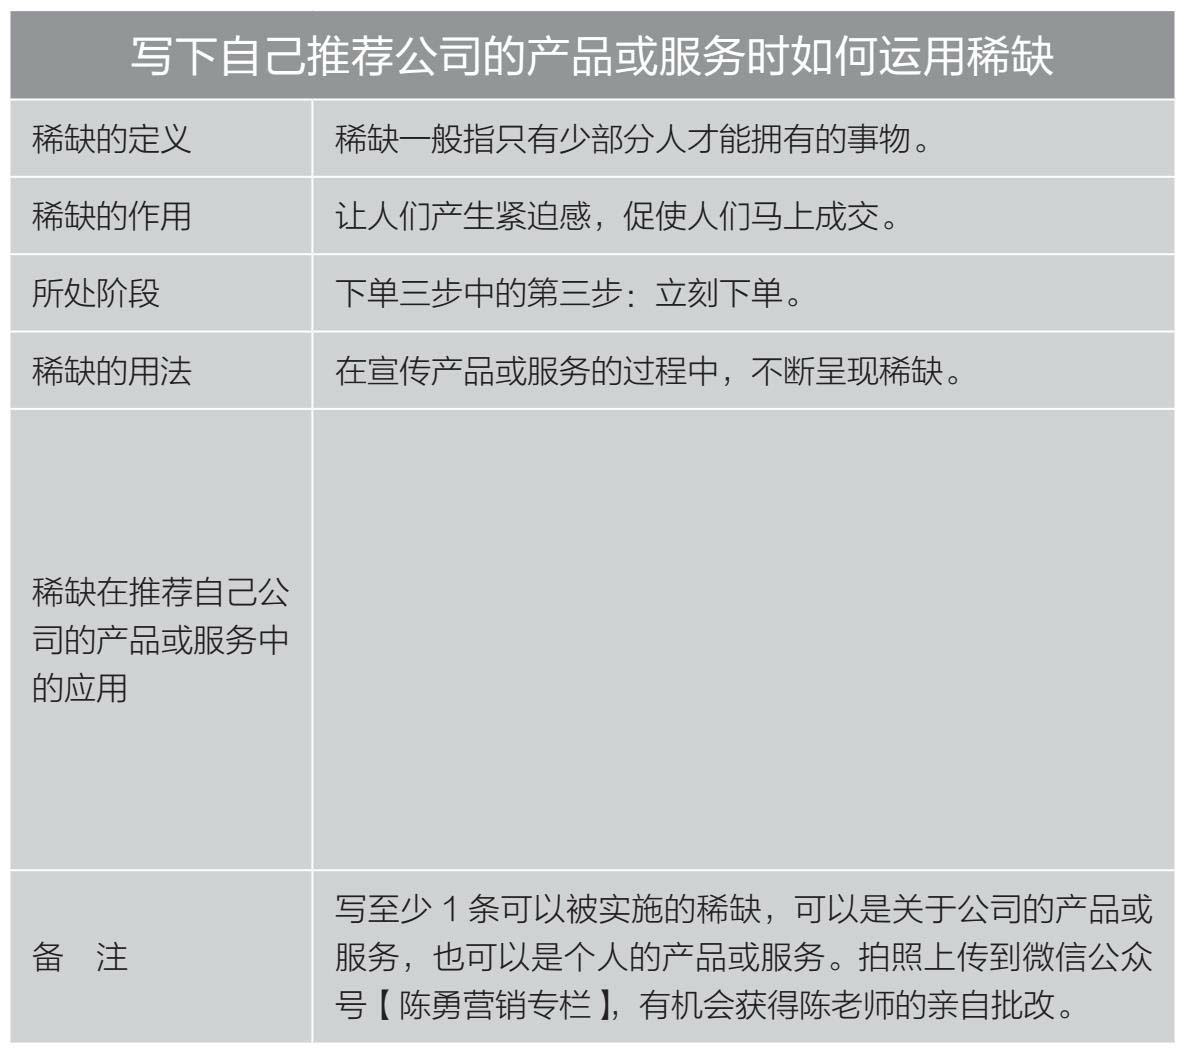 写下自己推荐公司的产品或服务时如何运用稀缺
稀缺的定义
稀缺一般指只有少部分人才能拥有的事物。
稀缺的作用
让人们产生紧迫感，促使人们马上成交。
所处阶段
下单三步中的第三步：立刻下单。
稀缺的用法
在宣传产品或服务的过程中，不断呈现稀缺。
稀缺在推荐自己公
司的产品或服务中
的应用
备　注
写至少 1 条可以被实施的稀缺，可以是关于公司的产品或
服务，也可以是个人的产品或服务。拍照上传到微信公众
号【陈勇营销专栏】，有机会获得陈老师的亲自批改。